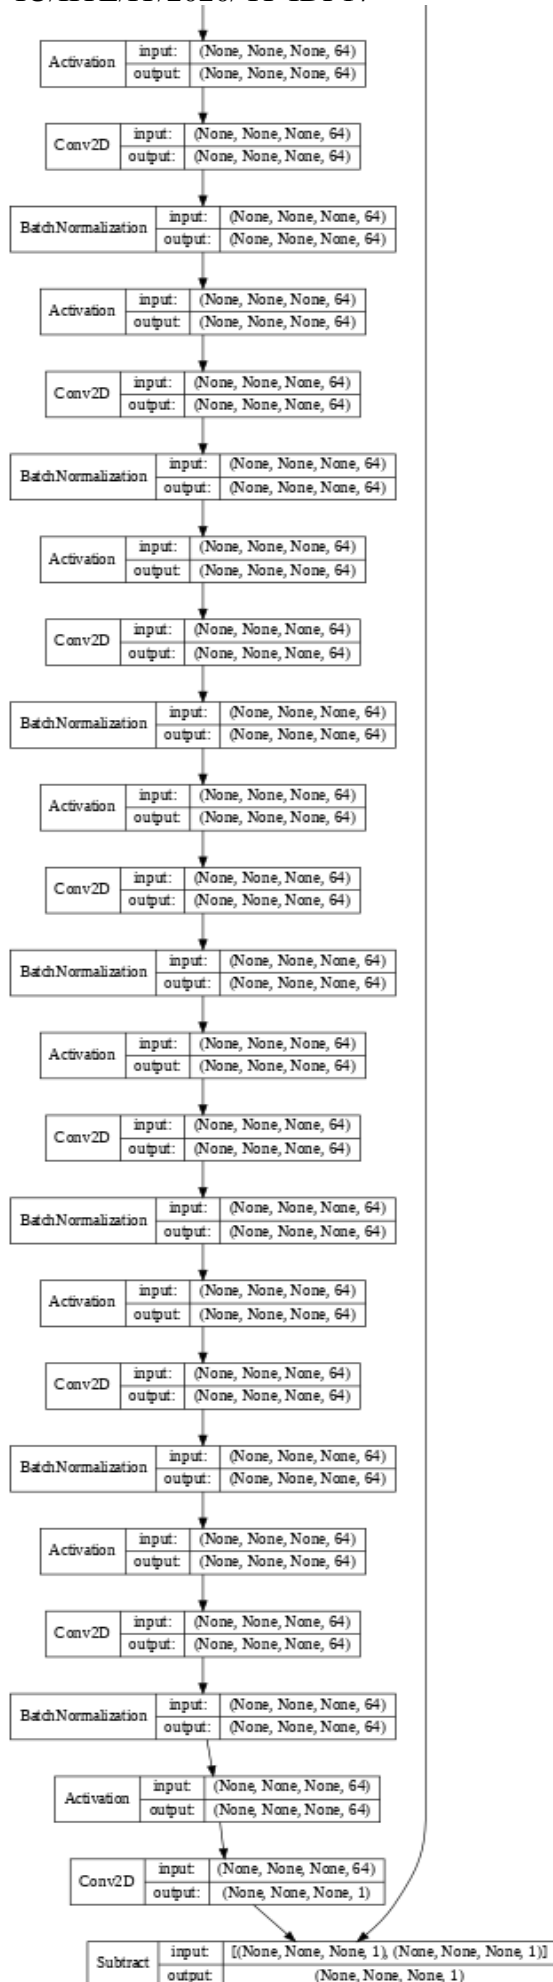 Activation input: (None, None, None, 64)
output: (None, None, None, 64)
Conv2D input: (None, None, None, 64)
output: (None, None, None, 64)
BatchNormalization input: (None, None, None, 64)
output: (None, None, None, 64)
Activation input: (None, None, None, 64)
output: (None, None, None, 64)
Conv2D input: (None, None, None, 64)
output: (None, None, None, 64)
BatchNormalization input: (None, None, None, 64)
output: (None, None, None, 64)
Activation input: (None, None, None, 64)
output: (None, None, None, 64)
Conv2D input: (None, None, None, 64)
output: (None, None, None, 64)
BatchNormalization input: (None, None, None, 64)
output: (None, None, None, 64)
Activation input: (None, None, None, 64)
output: (None, None, None, 64)
Conv2D input: (None, None, None, 64)
output: (None, None, None, 64)
BatchNormalization input: (None, None, None, 64)
output: (None, None, None, 64)
Activation input: (None, None, None, 64)
output: (None, None, None, 64)
Conv2D input: (None, None, None, 64)
output: (None, None, None, 64)
BatchNormalization input: (None, None, None, 64)
output: (None, None, None, 64)
Activation input: (None, None, None, 64)
output: (None, None, None, 64)
Conv2D input: (None, None, None, 64)
output: (None, None, None, 64)
BatchNormalization input: (None, None, None, 64)
output: (None, None, None, 64)
Activation input: (None, None, None, 64)
output: (None, None, None, 64)
Conv2D input: (None, None, None, 64)
output: (None, None, None, 64)
BatchNormalization input: (None, None, None, 64)
output: (None, None, None, 64)
Activation input: (None, None, None, 64)
output: (None, None, None, 64)
Conv2D input: (None, None, None, 64)
output: (None, None, None, 1)
Subtract input: [(None, None, None, 1), (None, None, None, 1)]
output: (None, None, None, 1)